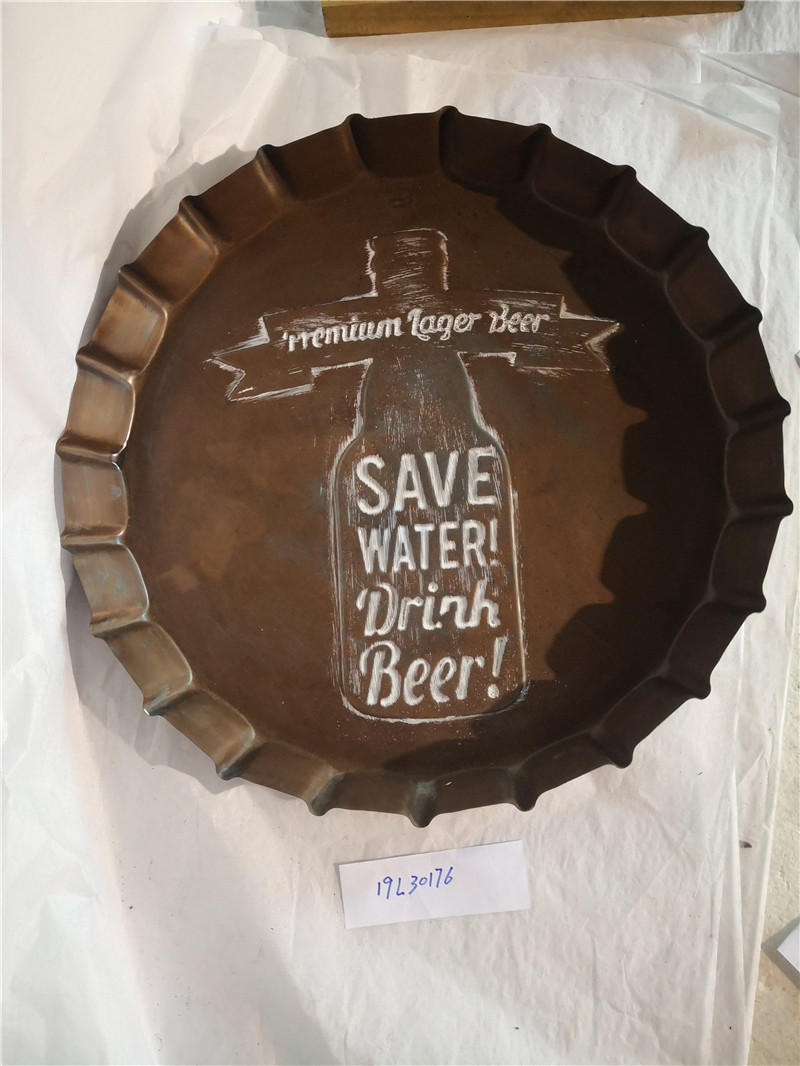 Premium Lager Beer
SAVE
WATER!
Drink
Beer!
19L30176